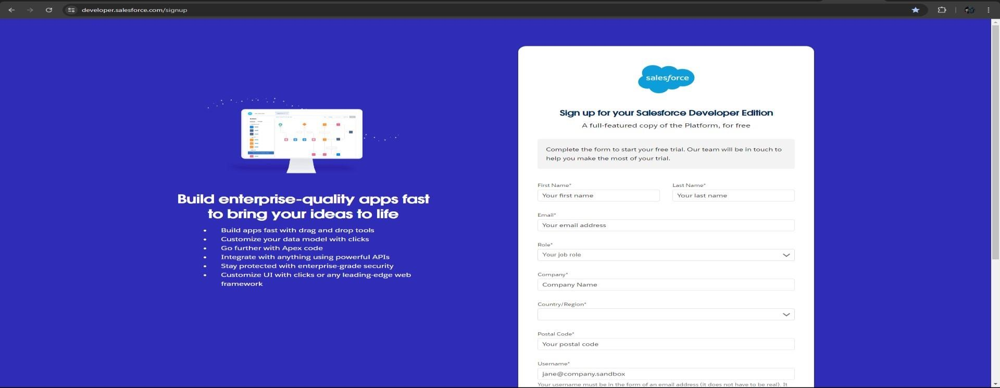 developer.salesforce.com/signup
salesforce
Sign up for your Salesforce Developer Edition
A full-featured copy of the Platform, for free
Complete the form to start your free trial. Our team will be in touch to
help you make the most of your trial.
First Name*
Last Name*
Your first name
Your last name
Email*
Your email address
Role*
Your job role
Company*
Company Name
Country/Region*
Postal Code*
Your postal code
Username*
jane@company.sandbox
Your username must be in the form of an email address (it does not have to be real). It
Build enterprise-quality apps fast
to bring your ideas to life
• Build apps fast with drag and drop tools
• Customize your data model with clicks
• Go further with Apex code
• Integrate with anything using powerful APIs
• Stay protected with enterprise-grade security
• Customize UI with clicks or any leading-edge web
framework